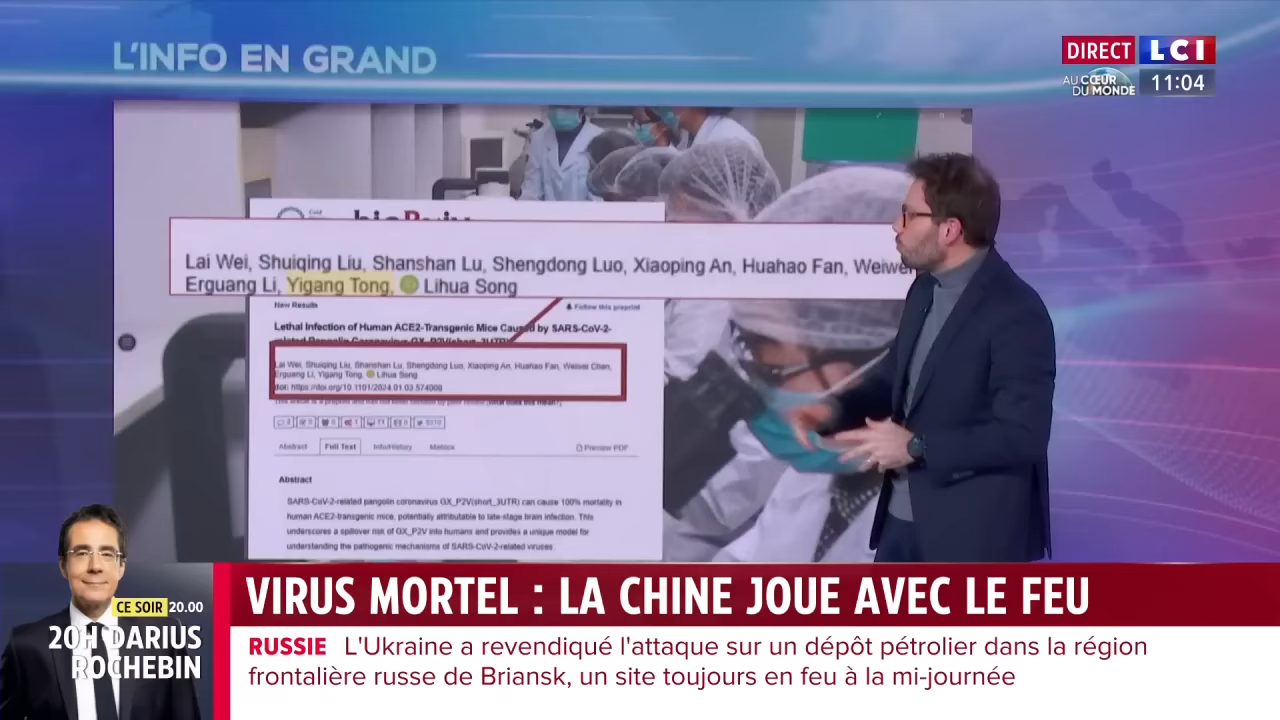 L'INFO EN GRAND
DIRECT LCI
AU CŒUR
DU MONDE
11:04
Lai Wei, Shuiqing Liu, Shanshan Lu, Shengdong Luo, Xiaoping An, Huahao Fan, Weiwei
Erguang Li, Yigang Tong, Lihua Song
New Results
Follow this preprint
Lethal Infection of Human ACE2-Transgenic Mice Caused by SARS-CoV-2-
related Pangolin Coronavirus GX_P2V(short_3UTR)
Lai Wei, Shuiqing Liu, Shanshan Lu, Shengdong Luo, Xiaoping An, Huahao Fan, Weiwei Chen,
Erguang Li, Yigang Tong, Lihua Song
doi: https://doi.org/10.1101/2024.01.03.574008
Abstract Full Text Info/History Metrics Preview PDF
Abstract
SARS-CoV-2-related pangolin coronavirus GX_P2V(short_3UTR) can cause 100% mortality in
human ACE2-transgenic mice, potentially attributable to late-stage brain infection. This
underscores a spillover risk of GX_P2V into humans and provides a unique model for
understanding the pathogenic mechanisms of SARS-CoV-2-related viruses.
CE SOIR 20.00
20H DARIUS
ROCHEBIN
VIRUS MORTEL : LA CHINE JOUE AVEC LE FEU
RUSSIE L'Ukraine a revendiqué l'attaque sur un dépôt pétrolier dans la région
frontalière russe de Briansk, un site toujours en feu à la mi-journée